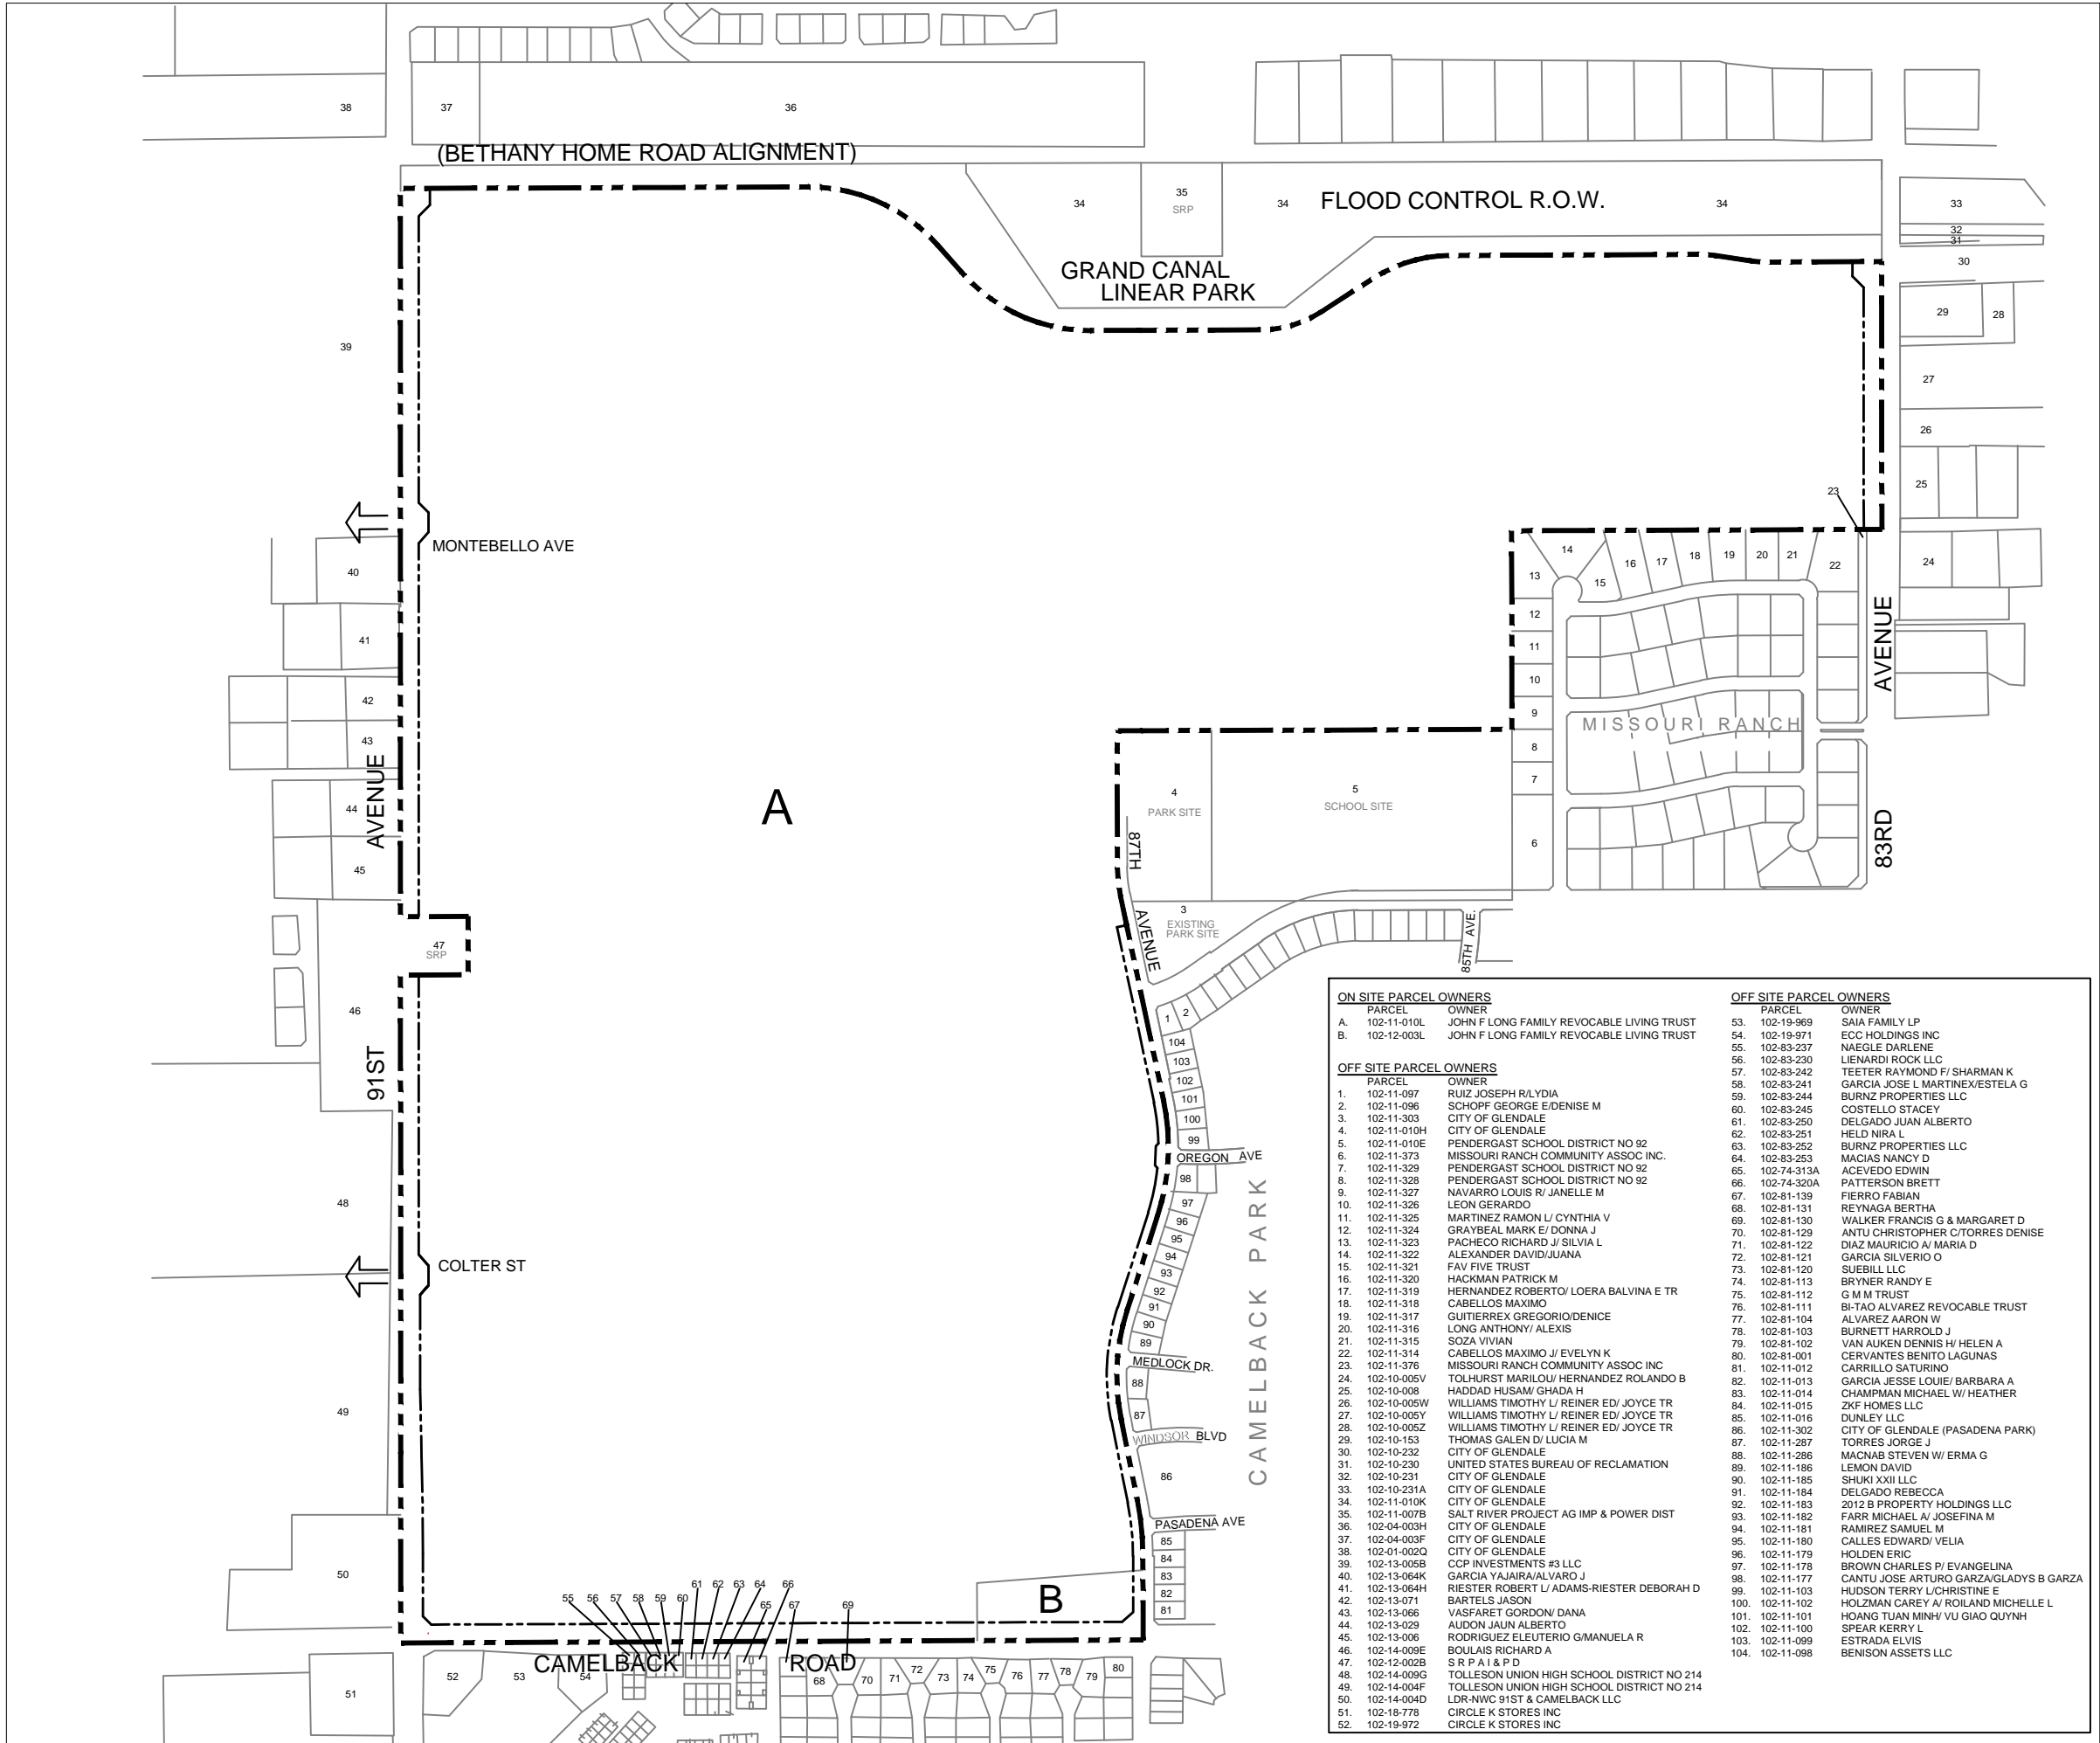 38
37
36
(BETHANY HOME ROAD ALIGNMENT)
34
35
SRP
34
FLOOD CONTROL R.O.W.
34
33
32
31
30
GRAND CANAL
LINEAR PARK
29
28
39
27
26
25
23
MONTEBELLO AVE
40
14
13
15
16
17
18
19
20
21
22
24
12
41
11
AVENUE
10
42
9
MISSOURI RANCH
43
8
7
AVENUE
A
4
PARK SITE
5
SCHOOL SITE
44
87TH
6
83RD
45
3
EXISTING
PARK SITE
AVENUE
85TH AVE.
47
SRP
46
1
2
104
103
102
101
100
99
91ST
OREGON AVE
98
48
97
96
95
94
93
92
91
90
89
COLTER ST
CAMELBACK PARK
MEDLOCK DR.
88
87
49
WINDSOR BLVD
86
PASADENA AVE
85
84
83
82
81
50
B
55
56
57
58
59
60
61
62
63
64
65
66
67
69
CAMELBACK ROAD
51
52
53
54
68
70
71
72
73
74
75
76
77
78
79
80
ON SITE PARCEL OWNERS
PARCEL OWNER
A. 102-11-010L JOHN F LONG FAMILY REVOCABLE LIVING TRUST
B. 102-12-003L JOHN F LONG FAMILY REVOCABLE LIVING TRUST
OFF SITE PARCEL OWNERS
PARCEL OWNER
1. 102-11-097 RUIZ JOSEPH R/LYDIA
2. 102-11-096 SCHOPF GEORGE E/DENISE M
3. 102-11-303 CITY OF GLENDALE
4. 102-11-010H CITY OF GLENDALE
5. 102-11-010E PENDERGAST SCHOOL DISTRICT NO 92
6. 102-11-373 MISSOURI RANCH COMMUNITY ASSOC INC.
7. 102-11-329 PENDERGAST SCHOOL DISTRICT NO 92
8. 102-11-328 PENDERGAST SCHOOL DISTRICT NO 92
9. 102-11-327 NAVARRO LOUIS R/ JANELLE M
10. 102-11-326 LEON GERARDO
11. 102-11-325 MARTINEZ RAMON L/ CYNTHIA V
12. 102-11-324 GRAYBEAL MARK E/ DONNA J
13. 102-11-323 PACHECO RICHARD J/ SILVIA L
14. 102-11-322 ALEXANDER DAVID/JUANA
15. 102-11-321 FAV FIVE TRUST
16. 102-11-320 HACKMAN PATRICK M
17. 102-11-319 HERNANDEZ ROBERTO/ LOERA BALVINA E TR
18. 102-11-318 CABELLOS MAXIMO
19. 102-11-317 GUITIERREX GREGORIO/DENICE
20. 102-11-316 LONG ANTHONY/ ALEXIS
21. 102-11-315 SOZA VIVIAN
22. 102-11-314 CABELLOS MAXIMO J/ EVELYN K
23. 102-11-376 MISSOURI RANCH COMMUNITY ASSOC INC
24. 102-10-005V TOLHURST MARILOU/ HERNANDEZ ROLANDO B
25. 102-10-008 HADDAD HUSAM/ GHADA H
26. 102-10-005W WILLIAMS TIMOTHY L/ REINER ED/ JOYCE TR
27. 102-10-005Y WILLIAMS TIMOTHY L/ REINER ED/ JOYCE TR
28. 102-10-005Z WILLIAMS TIMOTHY L/ REINER ED/ JOYCE TR
29. 102-10-153 THOMAS GALEN D/ LUCIA M
30. 102-10-232 CITY OF GLENDALE
31. 102-10-230 UNITED STATES BUREAU OF RECLAMATION
32. 102-10-231 CITY OF GLENDALE
33. 102-10-231A CITY OF GLENDALE
34. 102-11-010K CITY OF GLENDALE
35. 102-11-007B SALT RIVER PROJECT AG IMP & POWER DIST
36. 102-04-003H CITY OF GLENDALE
37. 102-04-003F CITY OF GLENDALE
38. 102-01-002Q CITY OF GLENDALE
39. 102-13-005B CCP INVESTMENTS #3 LLC
40. 102-13-064K GARCIA YAJAIRA/ALVARO J
41. 102-13-064H RIESTER ROBERT L/ ADAMS-RIESTER DEBORAH D
42. 102-13-071 BARTELS JASON
43. 102-13-066 VASFARET GORDON/ DANA
44. 102-13-029 AUDON JAUN ALBERTO
45. 102-13-006 RODRIGUEZ ELEUTERIO G/MANUELA R
46. 102-14-009E BOULAIS RICHARD A
47. 102-12-002B S R P A I & P D
48. 102-14-009G TOLLESON UNION HIGH SCHOOL DISTRICT NO 214
49. 102-14-004F TOLLESON UNION HIGH SCHOOL DISTRICT NO 214
50. 102-14-004D LDR-NWC 91ST & CAMELBACK LLC
51. 102-18-778 CIRCLE K STORES INC
52. 102-19-972 CIRCLE K STORES INC
OFF SITE PARCEL OWNERS
PARCEL OWNER
53. 102-19-969 SAIA FAMILY LP
54. 102-19-971 ECC HOLDINGS INC
55. 102-83-237 NAEGLE DARLENE
56. 102-83-230 LIENARDI ROCK LLC
57. 102-83-242 TEETER RAYMOND F/ SHARMAN K
58. 102-83-241 GARCIA JOSE L MARTINEX/ESTELA G
59. 102-83-244 BURNZ PROPERTIES LLC
60. 102-83-245 COSTELLO STACEY
61. 102-83-250 DELGADO JUAN ALBERTO
62. 102-83-251 HELD NIRA L
63. 102-83-252 BURNZ PROPERTIES LLC
64. 102-83-253 MACIAS NANCY D
65. 102-74-313A ACEVEDO EDWIN
66. 102-74-320A PATTERSON BRETT
67. 102-81-139 FIERRO FABIAN
68. 102-81-131 REYNAGA BERTHA
69. 102-81-130 WALKER FRANCIS G & MARGARET D
70. 102-81-129 ANTU CHRISTOPHER C/TORRES DENISE
71. 102-81-122 DIAZ MAURICIO A/ MARIA D
72. 102-81-121 GARCIA SILVERIO O
73. 102-81-120 SUEBILL LLC
74. 102-81-113 BRYNER RANDY E
75. 102-81-112 G M M TRUST
76. 102-81-111 BI-TAO ALVAREZ REVOCABLE TRUST
77. 102-81-104 ALVAREZ AARON W
78. 102-81-103 BURNETT HARROLD J
79. 102-81-102 VAN AUKEN DENNIS H/ HELEN A
80. 102-81-001 CERVANTES BENITO LAGUNAS
81. 102-11-012 CARRILLO SATURINO
82. 102-11-013 GARCIA JESSE LOUIE/ BARBARA A
83. 102-11-014 CHAMPMAN MICHAEL W/ HEATHER
84. 102-11-015 ZKF HOMES LLC
85. 102-11-016 DUNLEY LLC
86. 102-11-302 CITY OF GLENDALE (PASADENA PARK)
87. 102-11-287 TORRES JORGE J
88. 102-11-286 MACNAB STEVEN W/ ERMA G
89. 102-11-186 LEMON DAVID
90. 102-11-185 SHUKI XXII LLC
91. 102-11-184 DELGADO REBECCA
92. 102-11-183 2012 B PROPERTY HOLDINGS LLC
93. 102-11-182 FARR MICHAEL A/ JOSEFINA M
94. 102-11-181 RAMIREZ SAMUEL M
95. 102-11-180 CALLES EDWARD/ VELIA
96. 102-11-179 HOLDEN ERIC
97. 102-11-178 BROWN CHARLES P/ EVANGELINA
98. 102-11-177 CANTU JOSE ARTURO GARZA/GLADYS B GARZA
99. 102-11-103 HUDSON TERRY L/CHRISTINE E
100. 102-11-102 HOLZMAN CAREY A/ ROILAND MICHELLE L
101. 102-11-101 HOANG TUAN MINH/ VU GIAO QUYNH
102. 102-11-100 SPEAR KERRY L
103. 102-11-099 ESTRADA ELVIS
104. 102-11-098 BENISON ASSETS LLC